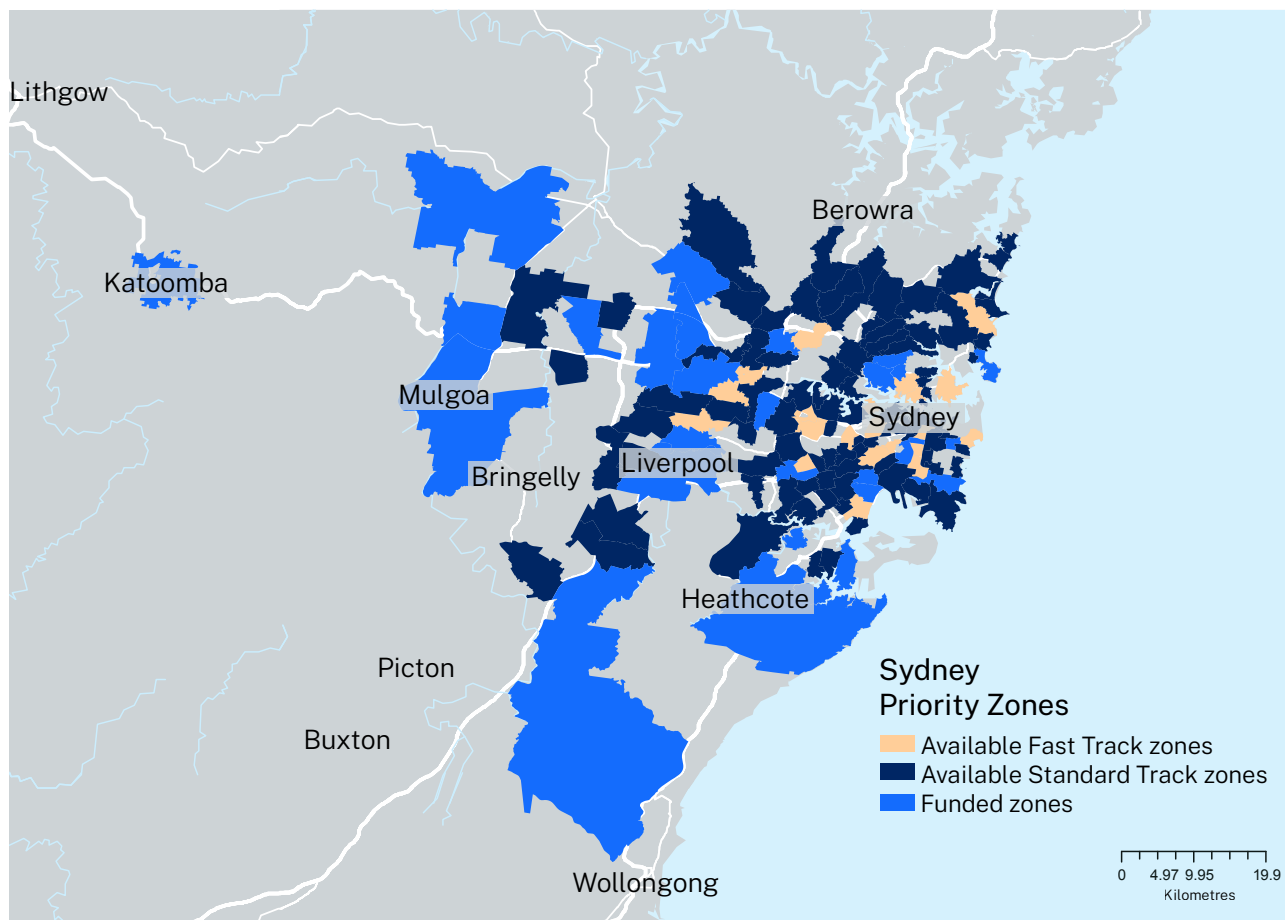 Lithgow
Berowra
Katoomba
Mulgoa
Sydney
Liverpool
Bringelly
Heathcote
Picton
Buxton
Wollongong
Sydney
Priority Zones
Available Fast Track zones
Available Standard Track zones
Funded zones
0 4.97 9.95 19.9
Kilometres